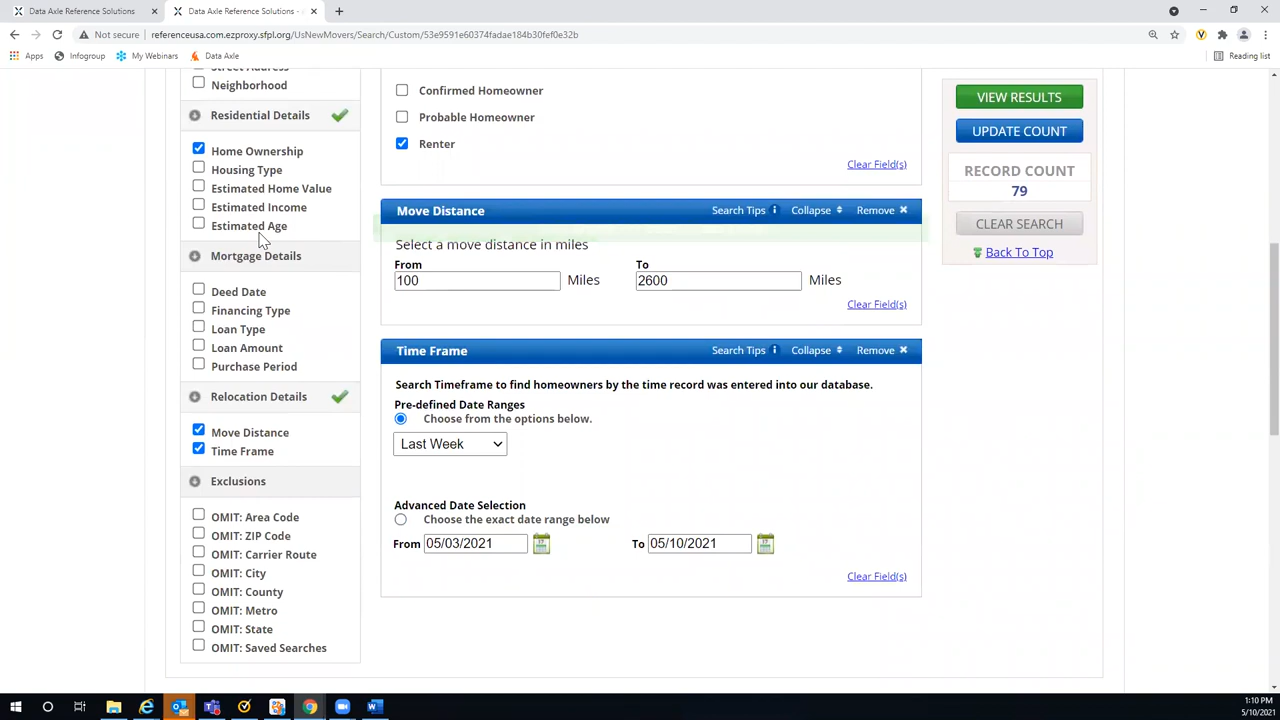 Data Axle Reference Solutions
Data Axle Reference Solutions -
Not secure
referenceusa.com.ezproxy.sfpl.org/UsNewMovers/Search/Custom/53e9591e60374fadae184b30fef0e32b
Apps
Infogroup
My Webinars
Data Axle
Reading list
Street Address
Neighborhood
Residential Details
Home Ownership
Housing Type
Estimated Home Value
Estimated Income
Estimated Age
Mortgage Details
Deed Date
Financing Type
Loan Type
Loan Amount
Purchase Period
Relocation Details
Move Distance
Time Frame
Exclusions
OMIT: Area Code
OMIT: ZIP Code
OMIT: Carrier Route
OMIT: City
OMIT: County
OMIT: Metro
OMIT: State
OMIT: Saved Searches
Confirmed Homeowner
Probable Homeowner
Renter
Clear Field(s)
Move Distance
Search Tips i Collapse Remove
Select a move distance in miles
From To
100 Miles 2600 Miles
Clear Field(s)
Time Frame
Search Tips i Collapse Remove
Search Timeframe to find homeowners by the time record was entered into our database.
Pre-defined Date Ranges
Choose from the options below.
Last Week
Advanced Date Selection
Choose the exact date range below
From 05/03/2021 To 05/10/2021
Clear Field(s)
VIEW RESULTS
UPDATE COUNT
RECORD COUNT
79
CLEAR SEARCH
Back To Top
1:10 PM
5/10/2021